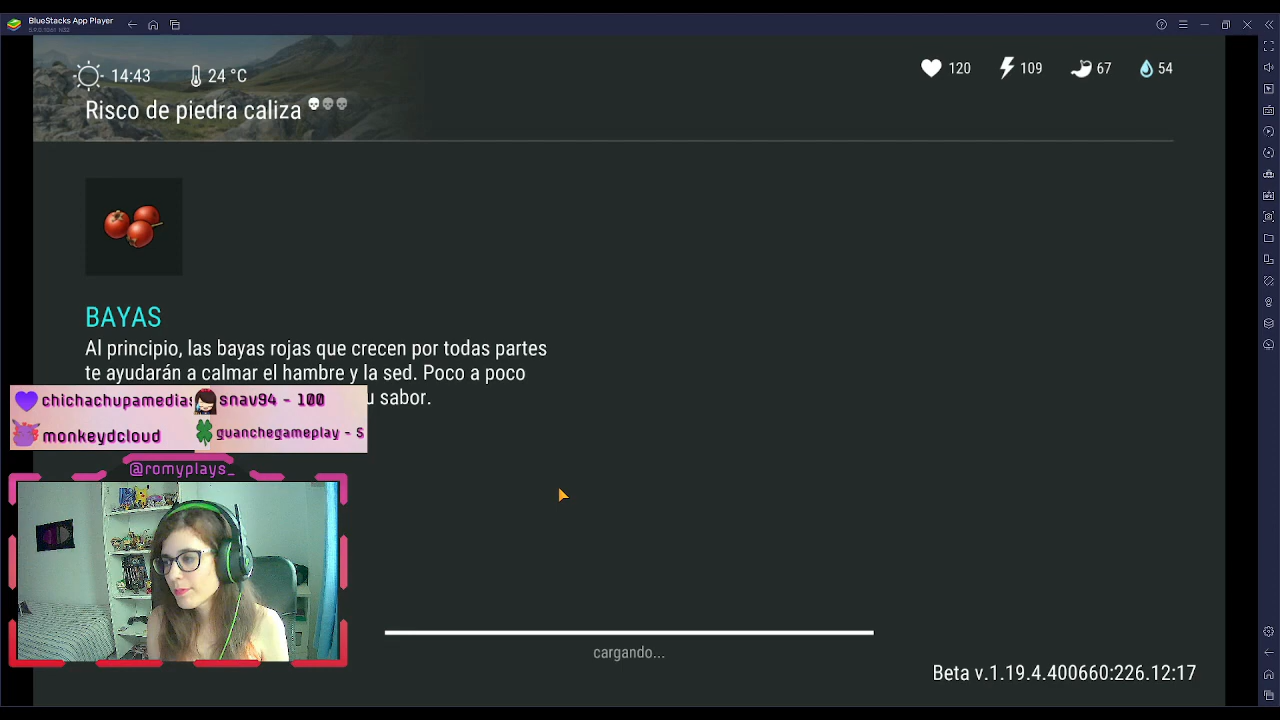 BlueStacks App Player
14:43
24 °C
120
109
67
54
Risco de piedra caliza
BAYAS
Al principio, las bayas rojas que crecen por todas partes
te ayudarán a calmar el hambre y la sed. Poco a poco
u sabor.
chichachupamedias
snav94 - 100
monkeydcloud
guanchegameplay - S
@romyplays_
cargando...
Beta v.1.19.4.400660:226.12:17